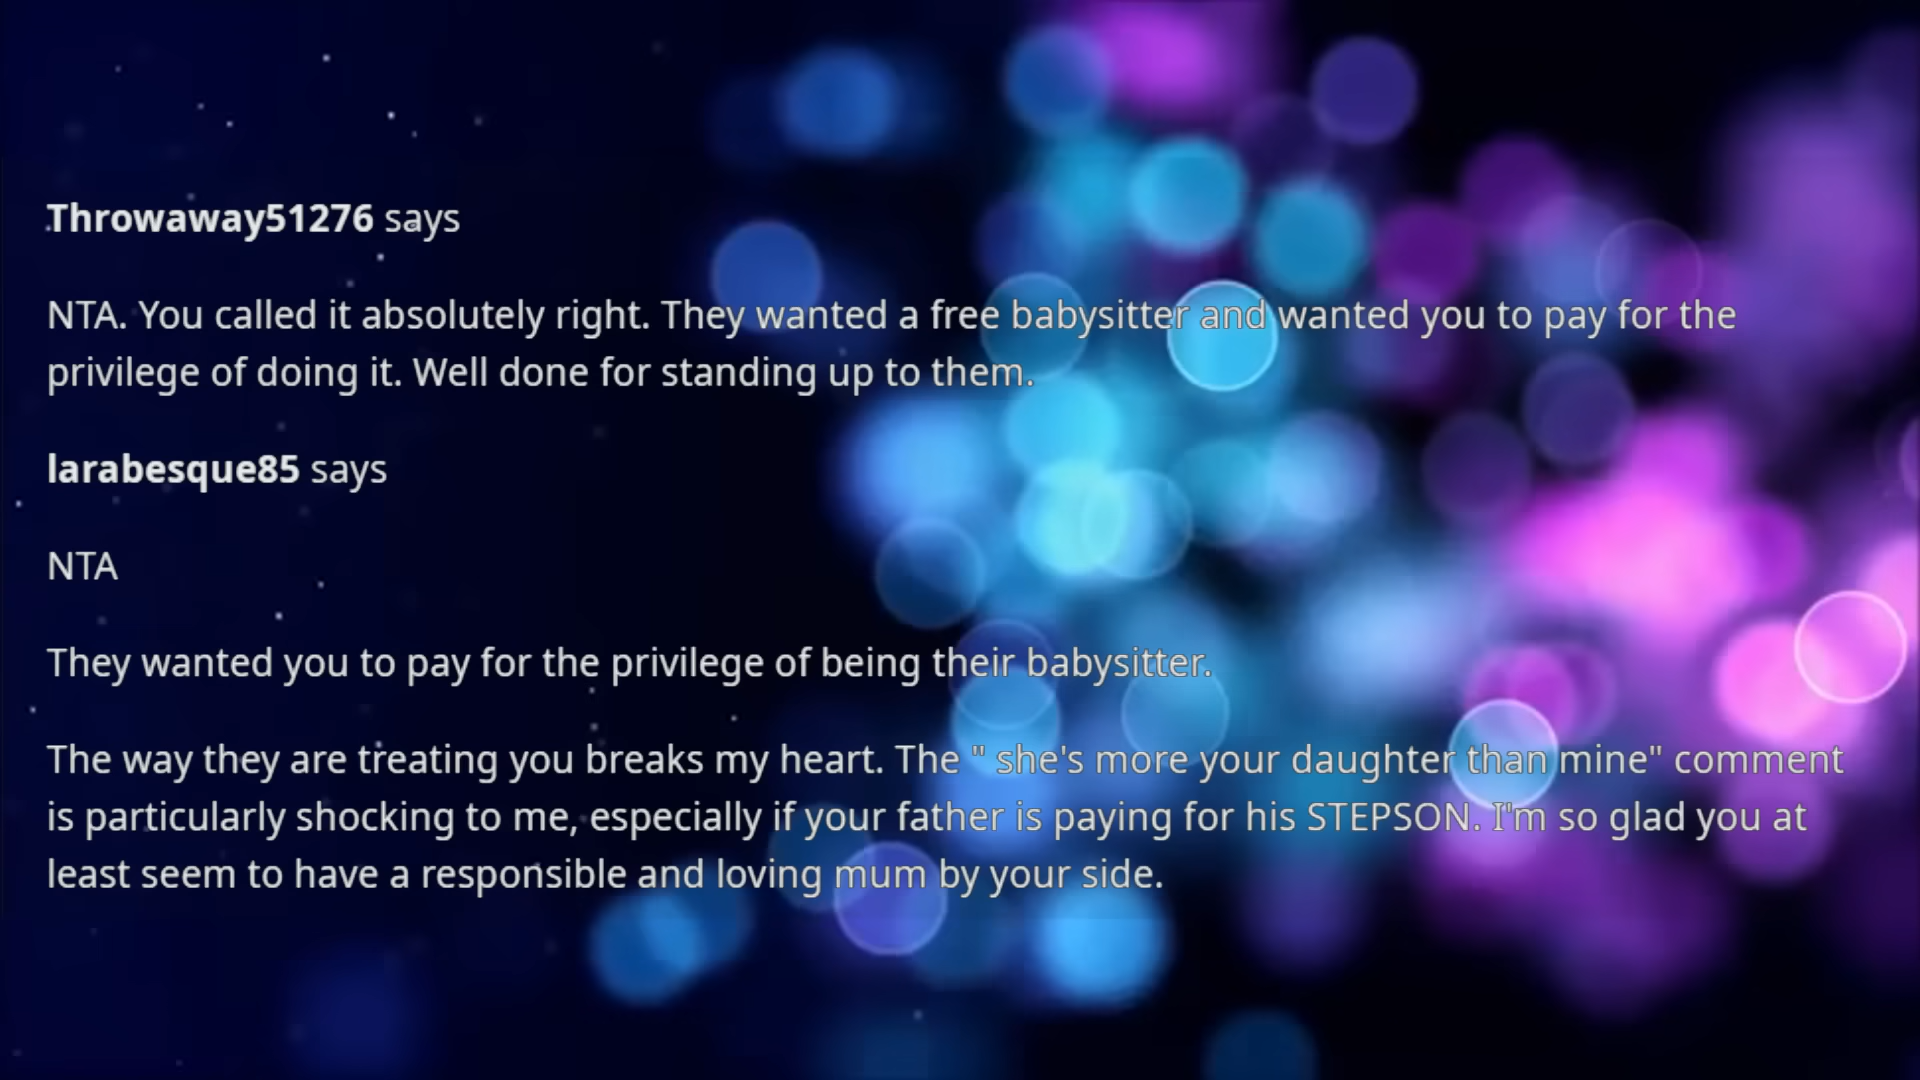 Throwaway51276 says
NTA. You called it absolutely right. They wanted a free babysitter and wanted you to pay for the
privilege of doing it. Well done for standing up to them.
larabesque85 says
NTA
They wanted you to pay for the privilege of being their babysitter.
The way they are treating you breaks my heart. The " she's more your daughter than mine" comment
is particularly shocking to me, especially if your father is paying for his STEPSON. I'm so glad you at
least seem to have a responsible and loving mum by your side.